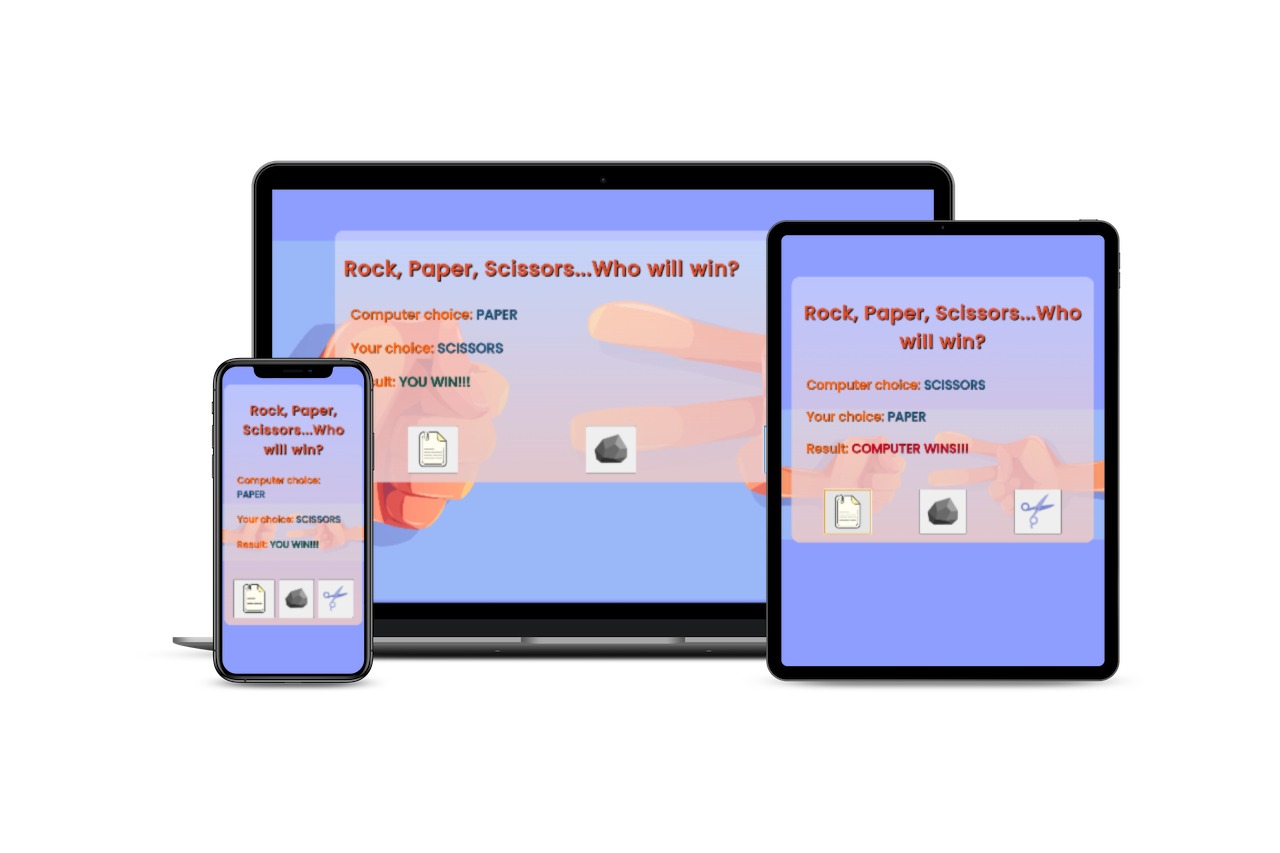 Rock, Paper, Scissors...Who will win?
Computer choice: PAPER
Your choice: SCISSORS
sult: YOU WIN!!!
Rock, Paper,
Scissors...Who
will win?
Computer choice:
PAPER
Your choice: SCISSORS
Result: YOU WIN!!!
Rock, Paper, Scissors...Who
will win?
Computer choice: SCISSORS
Your choice: PAPER
Result: COMPUTER WINS!!!